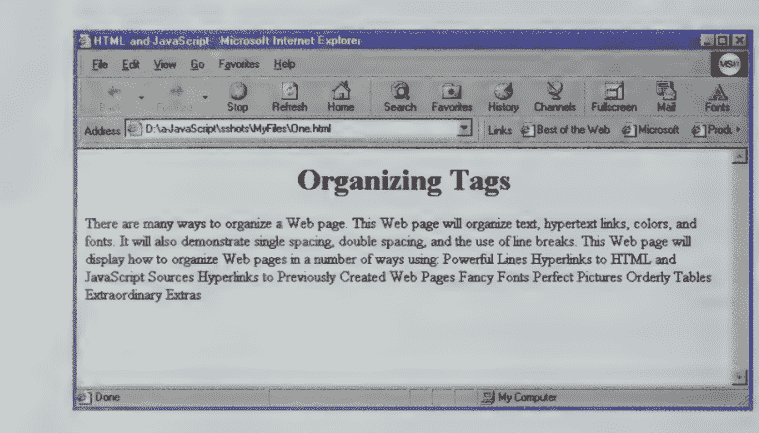 HTML and JavaScript - Microsoft Internet Explorer
File Edit View Go Favorites Help
MSN
Back Forward Stop Refresh Home Search Favorites History Channels Fullscreen Mail Fonts
Address D:\a-JavaScript\sshots\MyFiles\One.html Links Best of the Web Microsoft
Organizing Tags
There are many ways to organize a Web page. This Web page will organize text, hypertext links, colors, and
fonts. It will also demonstrate single spacing, double spacing, and the use of line breaks. This Web page will
display how to organize Web pages in a number of ways using: Powerful Lines Hyperlinks to HTML and
JavaScript Sources Hyperlinks to Previously Created Web Pages Fancy Fonts Perfect Pictures Orderly Tables
Extraordinary Extras
Done My Computer